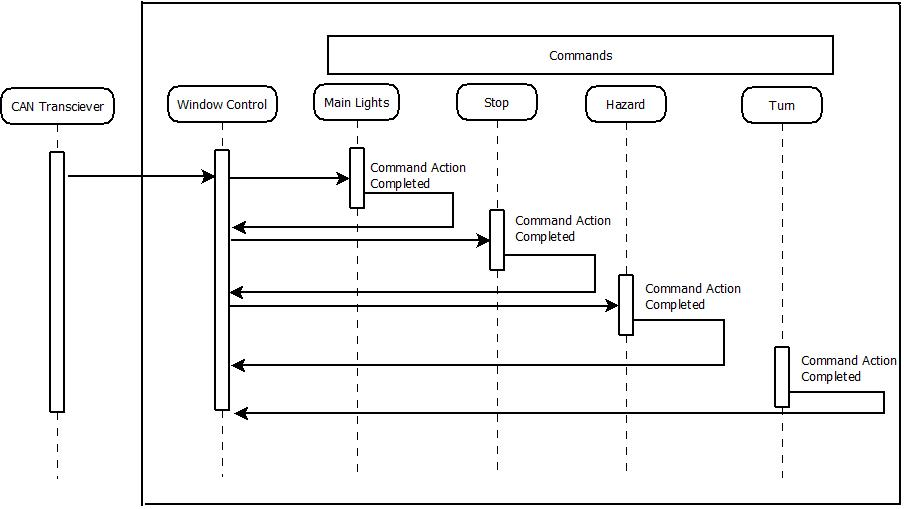 Commands
CAN Transciever
Window Control
Main Lights
Stop
Hazard
Turn
Command Action
Completed
Command Action
Completed
Command Action
Completed
Command Action
Completed